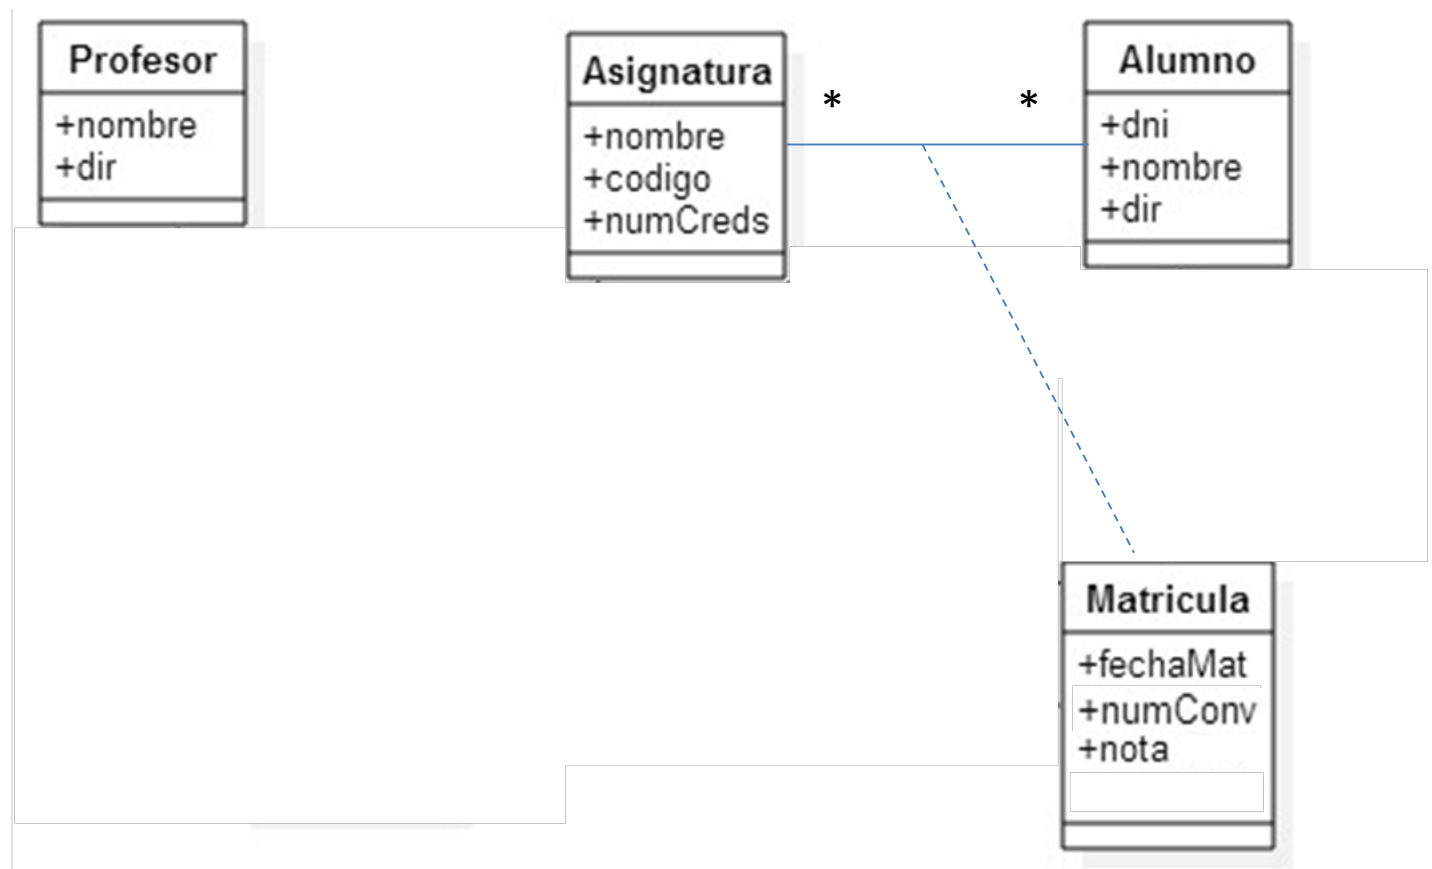 Profesor
+nombre
+dir
Asignatura
+nombre
+codigo
+numCreds
*
*
Alumno
+dni
+nombre
+dir
Matricula
+fechaMat
+numConv
+nota